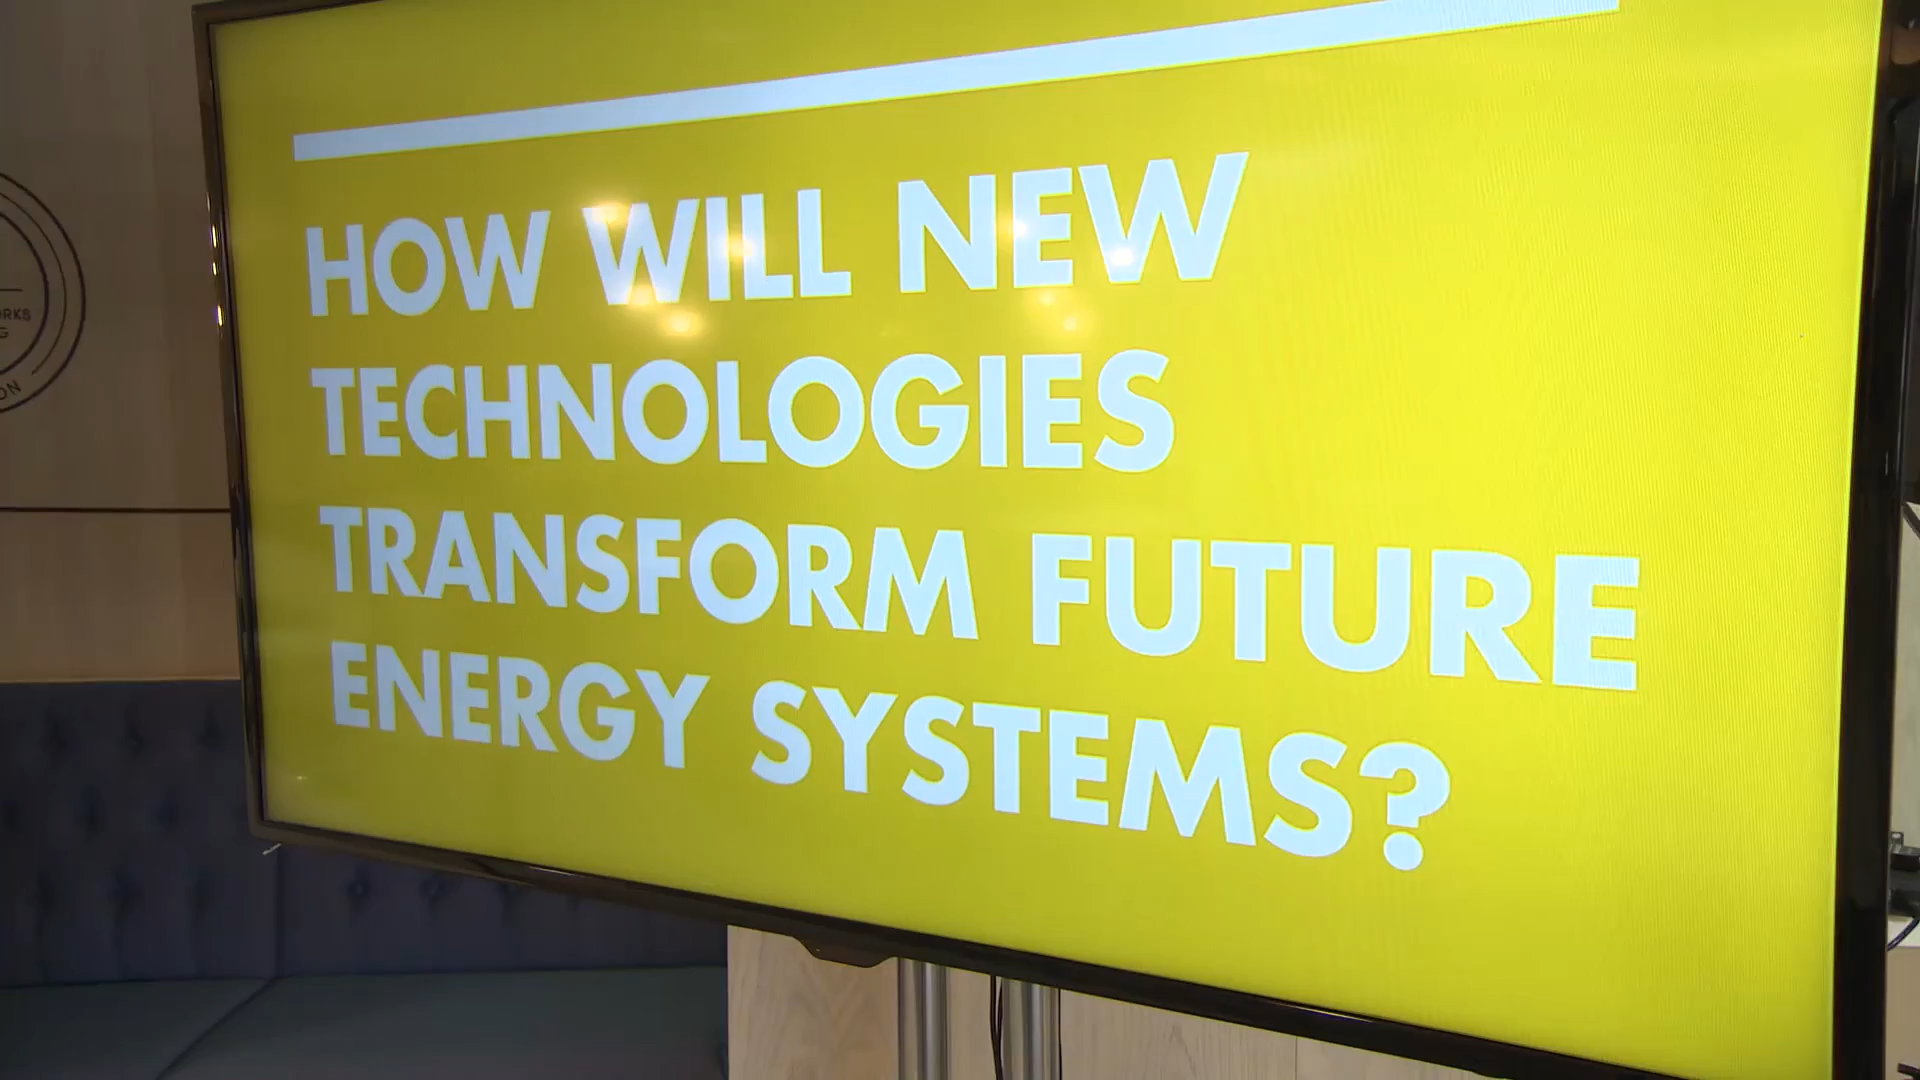 HOW WILL NEW
TECHNOLOGIES
TRANSFORM FUTURE
ENERGY SYSTEMS?